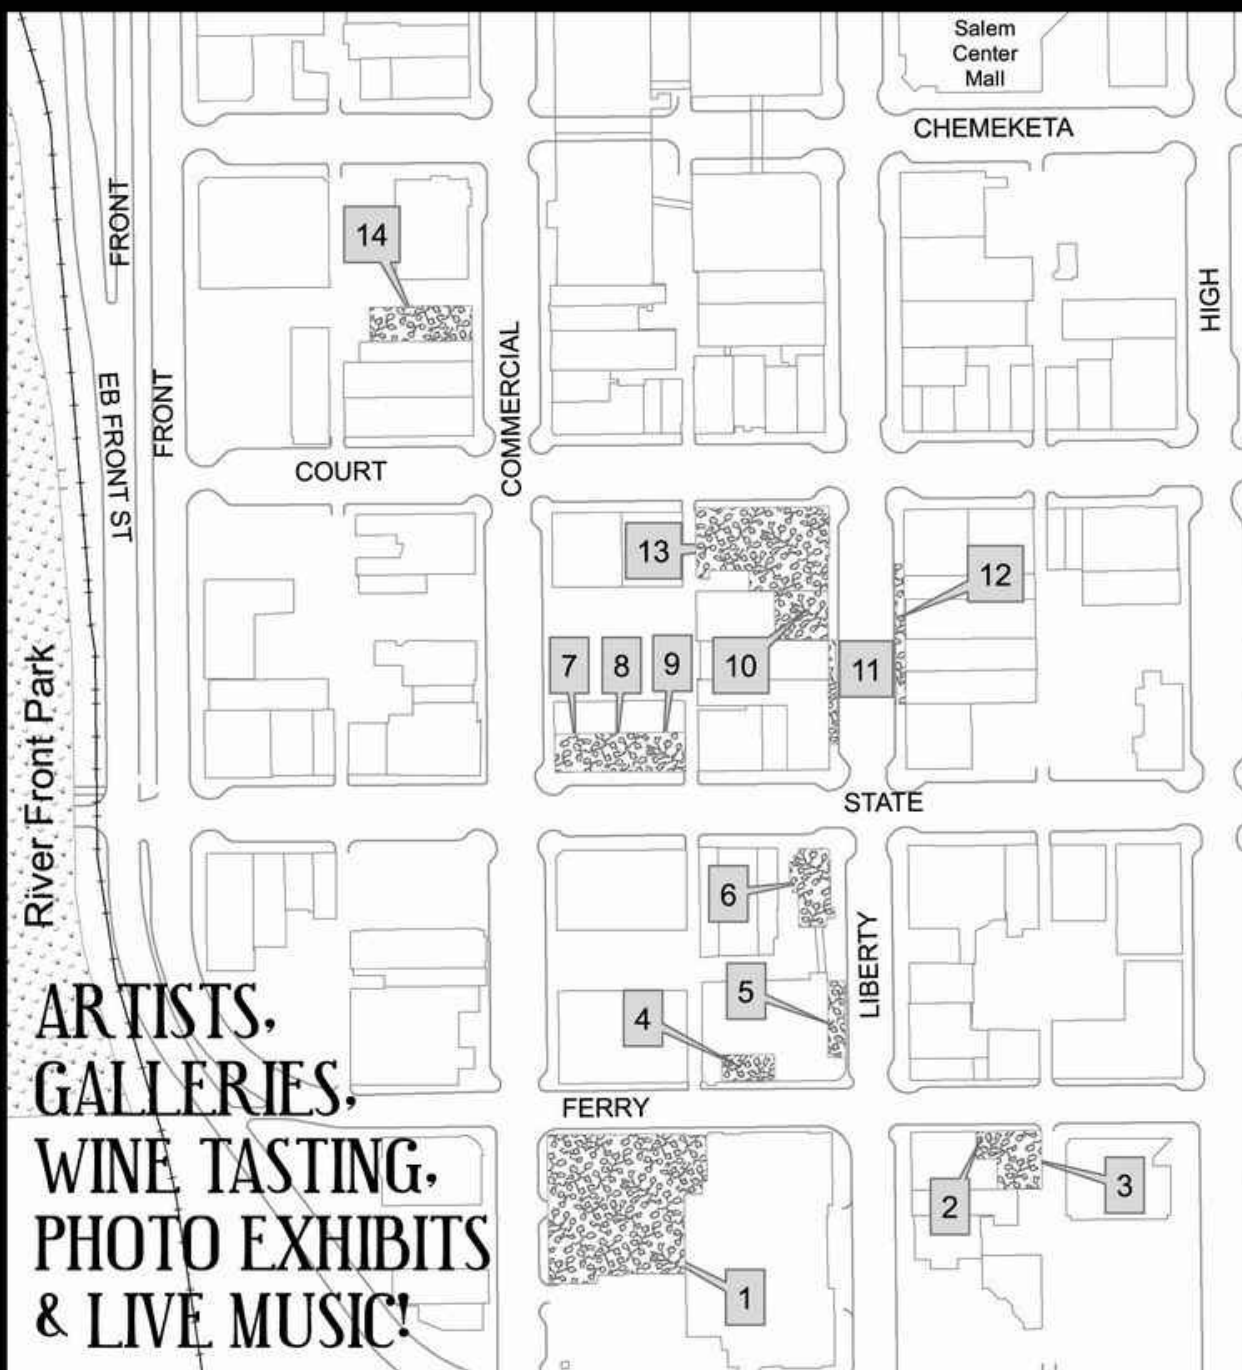 Salem
Center
Mall
CHEMEKETA
FRONT
14
HIGH
COMMERCIAL
EB FRONT ST
FRONT
COURT
13
12
7
8
9
10
11
River Front Park
STATE
6
LIBERTY
5
4
ARTISTS,
GALLERIES,
WINE TASTING,
PHOTO EXHIBITS
& LIVE MUSIC!
FERRY
2
3
1